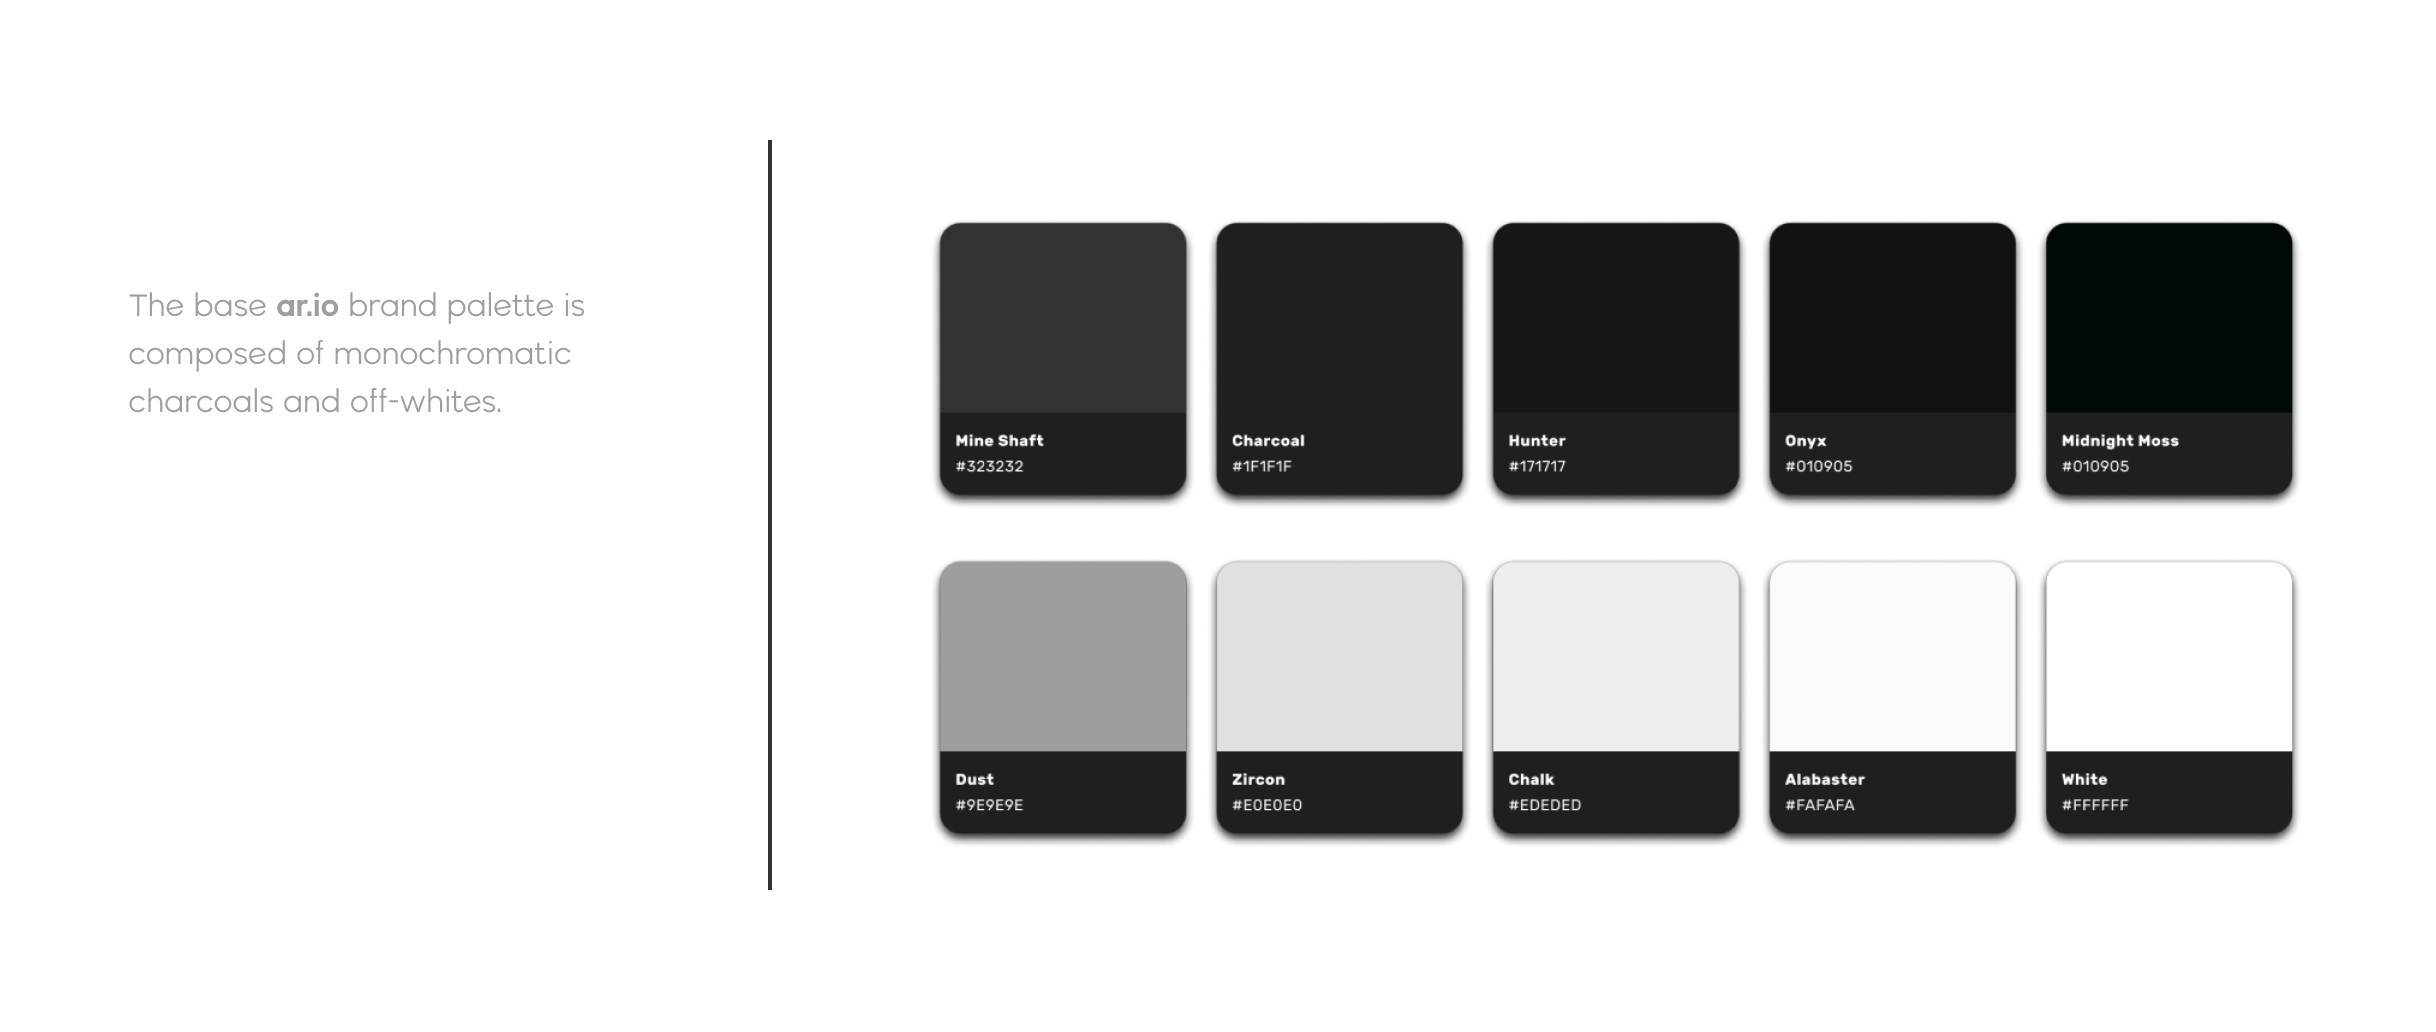 The base ar.io brand palette is
composed of monochromatic
charcoals and off-whites.
Mine Shaft
#323232
Charcoal
#1F1F1F
Hunter
#171717
Onyx
#010905
Midnight Moss
#010905
Dust
#9E9E9E
Zircon
#E0E0E0
Chalk
#EDEDED
Alabaster
#FAFAFA
White
#FFFFFF